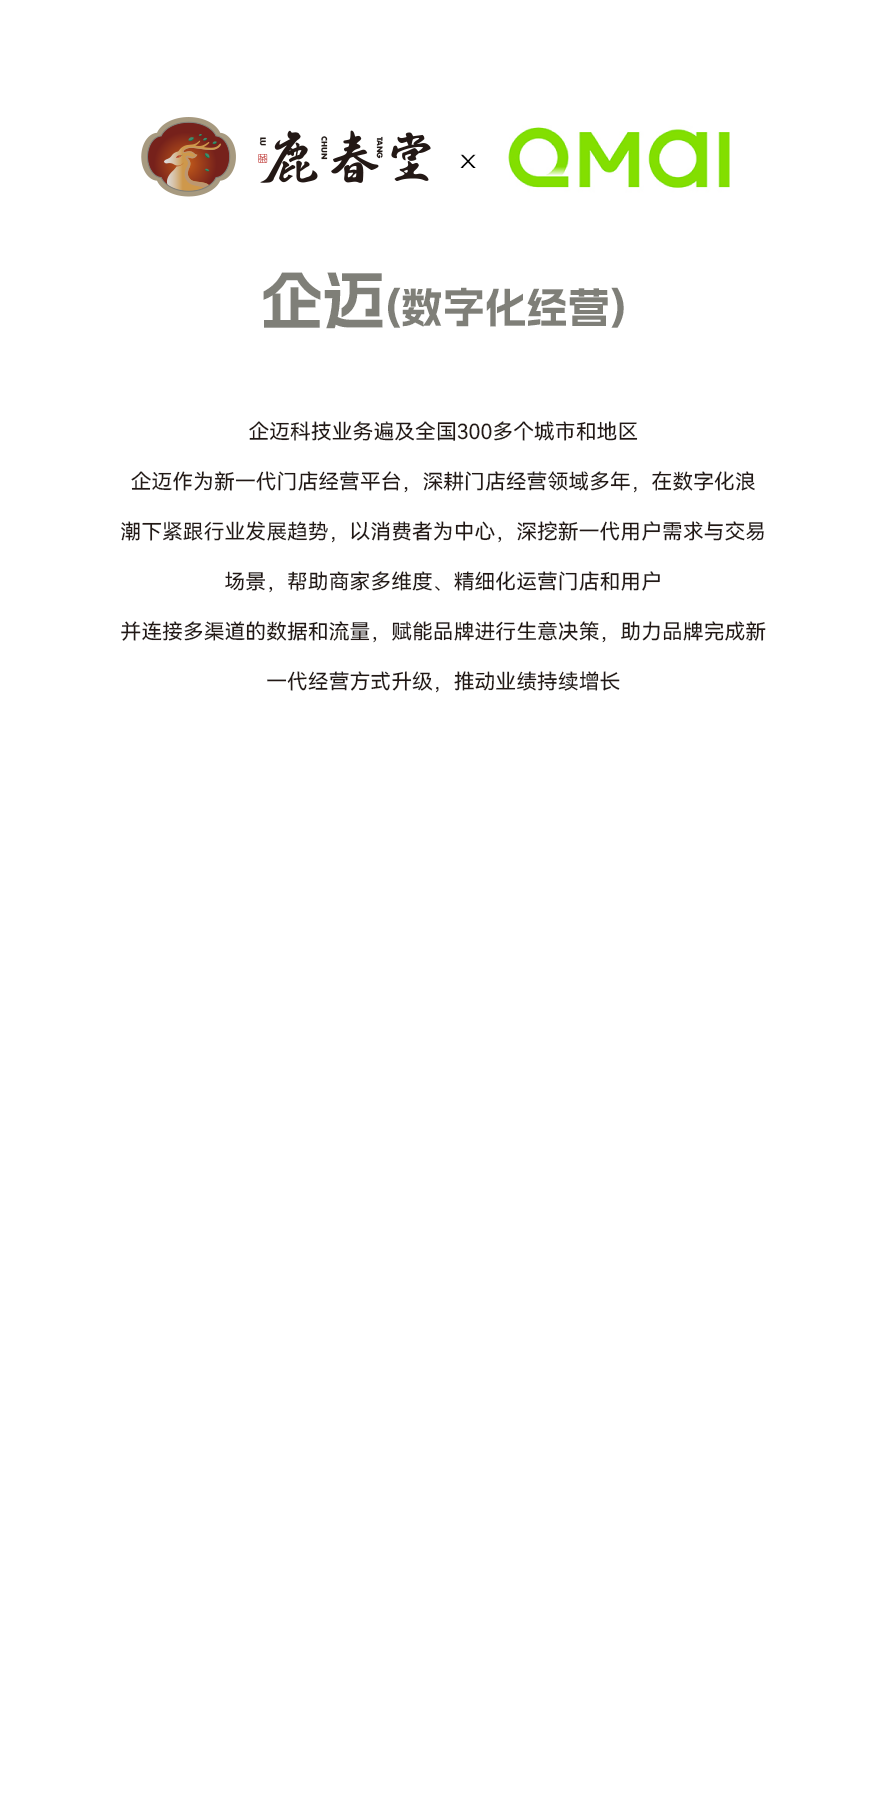 LU 鹿 CHUN 春 TANG 堂 × QMAI
企迈(数字化经营)
企迈科技业务遍及全国300多个城市和地区
企迈作为新一代门店经营平台，深耕门店经营领域多年，在数字化浪
潮下紧跟行业发展趋势，以消费者为中心，深挖新一代用户需求与交易
场景，帮助商家多维度、精细化运营门店和用户
并连接多渠道的数据和流量，赋能品牌进行生意决策，助力品牌完成新
一代经营方式升级，推动业绩持续增长